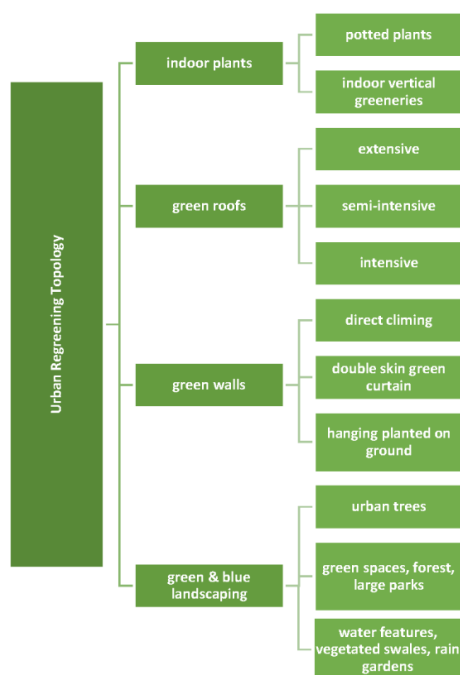 Urban Regreening Topology
indoor plants
potted plants
indoor vertical
greeneries
green roofs
extensive
semi-intensive
intensive
green walls
direct climing
double skin green
curtain
hanging planted on
ground
green & blue
landscaping
urban trees
green spaces, forest,
large parks
water features,
vegetated swales, rain
gardens